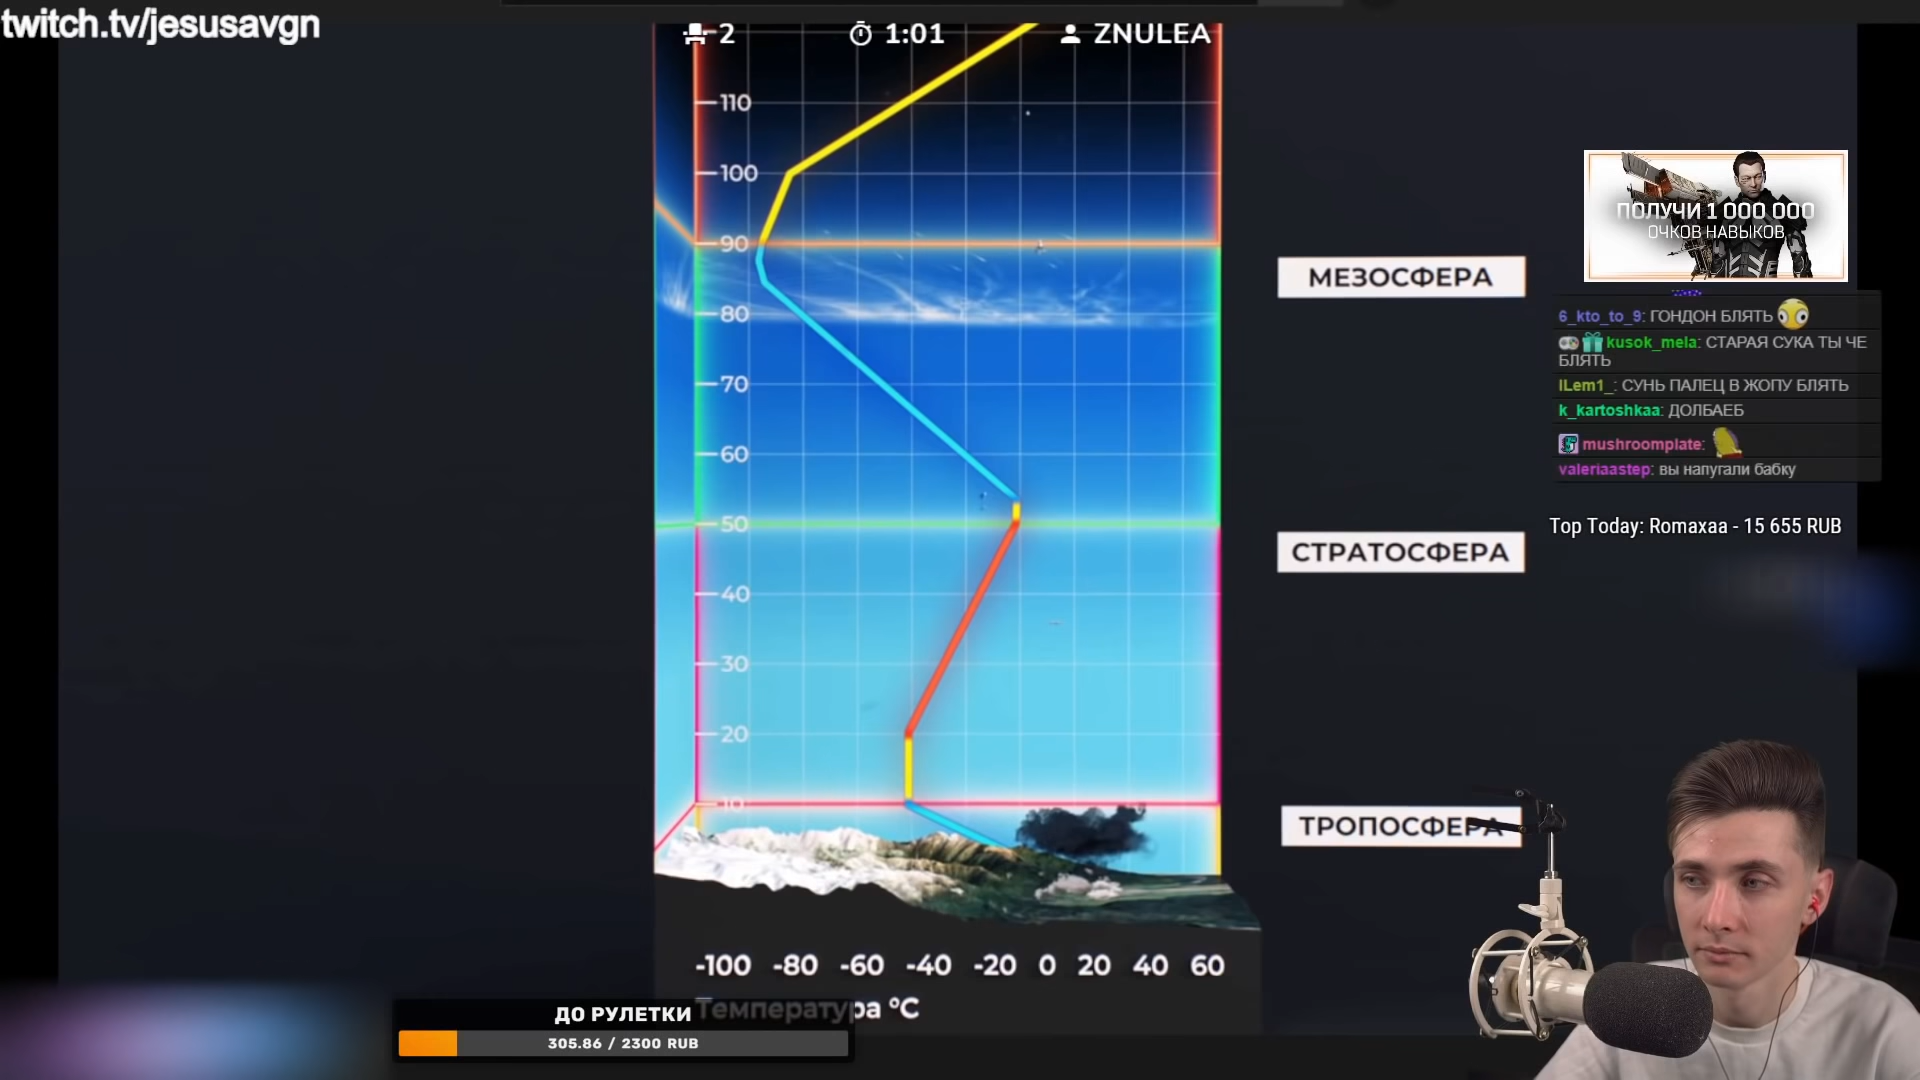 twitch.tv/jesusavgn
2
1:01
ZNULEA
110
100
90
80
70
60
50
40
30
20
10
МЕЗОСФЕРА
СТРАТОСФЕРА
ТРОПОСФЕРА
-100 -80 -60 -40 -20 0 20 40 60
Температура °C
ДО РУЛЕТКИ
305.86 / 2300 RUB
ПОЛУЧИ 1 000 000
ОЧКОВ НАВЫКОВ
6_kto_to_9: ГОНДОН БЛЯТЬ
kusok_mela: СТАРАЯ СУКА ТЫ ЧЕ
БЛЯТЬ
ILem1_: СУНЬ ПАЛЕЦ В ЖОПУ БЛЯТЬ
k_kartoshkaa: ДОЛБАЕБ
mushroomplate:
valeriaastep: вы напугали бабку
Top Today: Romaxaa - 15 655 RUB